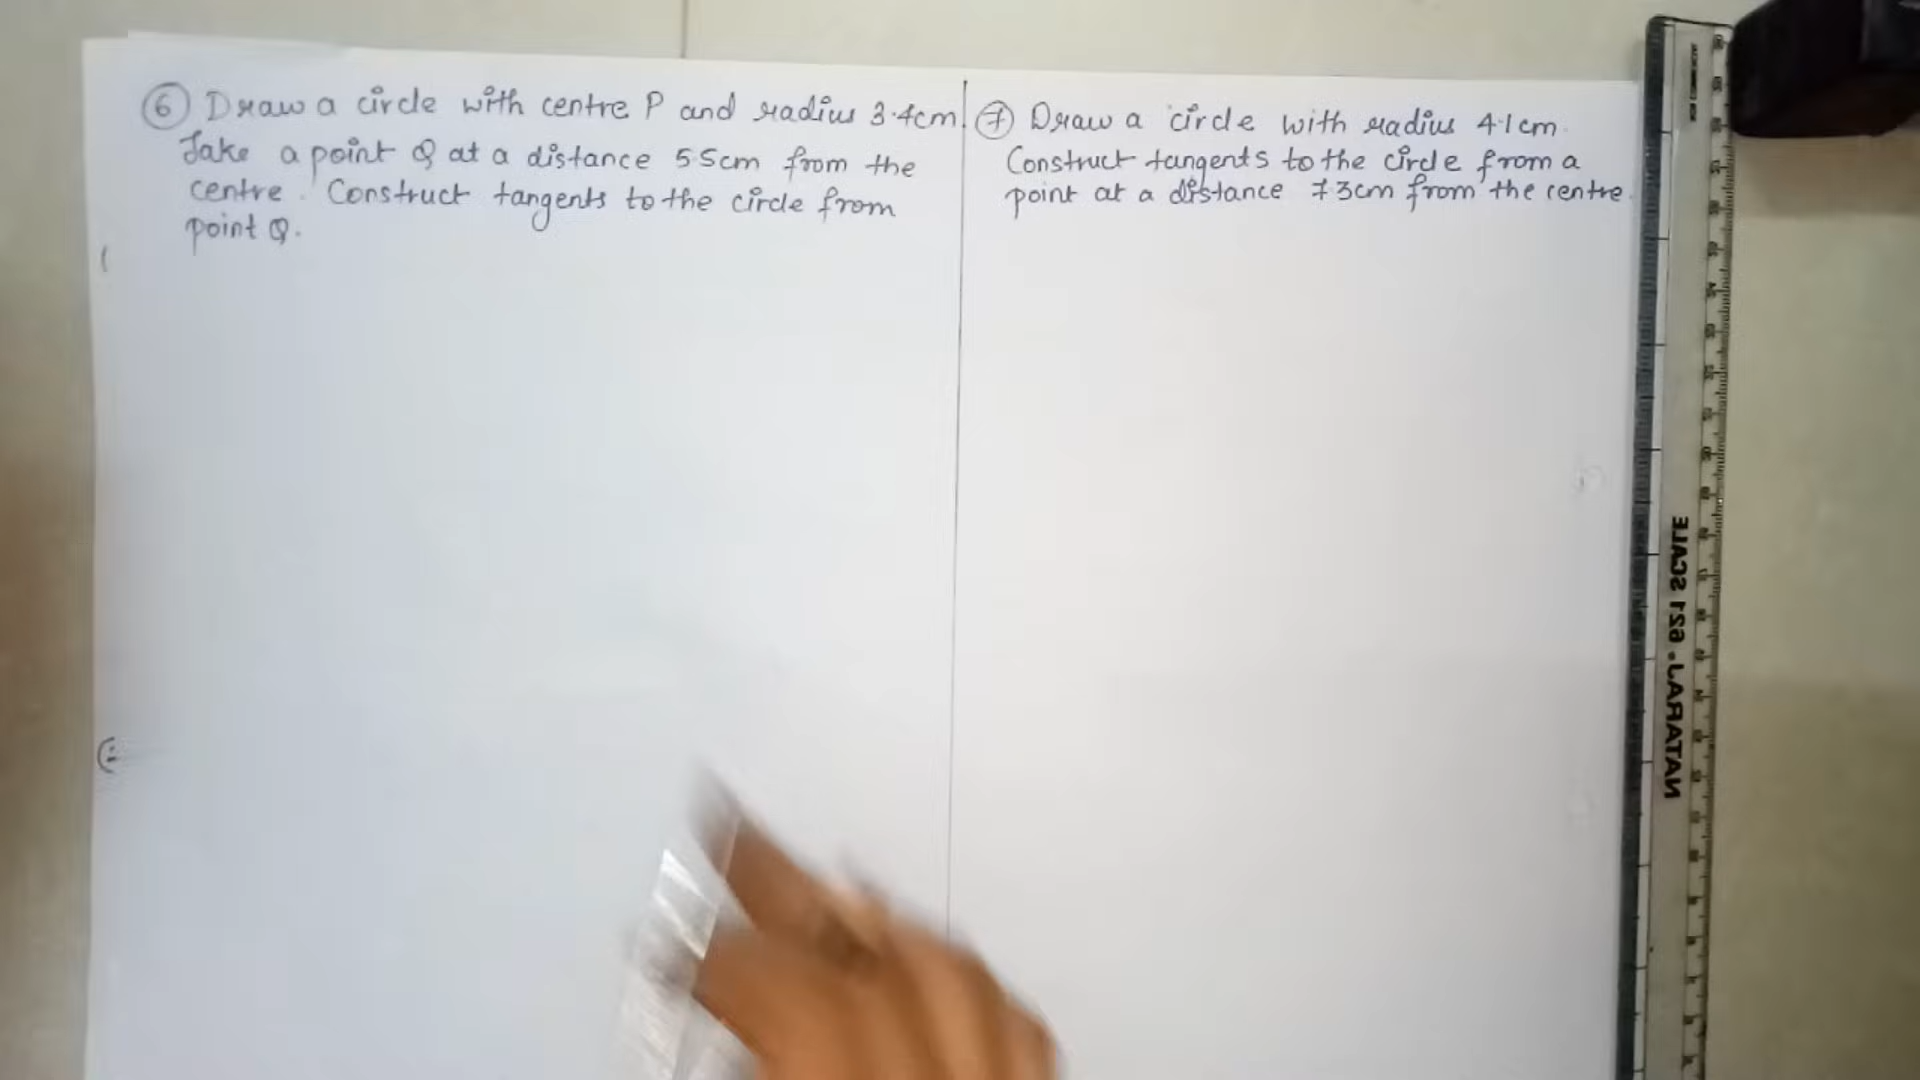 6 Draw a circle with centre P and radius 3.4cm.
Take a point Q at a distance 5.5cm from the
centre. Construct tangents to the circle from
point Q.
7 Draw a circle with radius 4.1cm.
Construct tangents to the circle from a
point at a distance 7.3cm from the centre.
NATARAJ. 621 SCALE